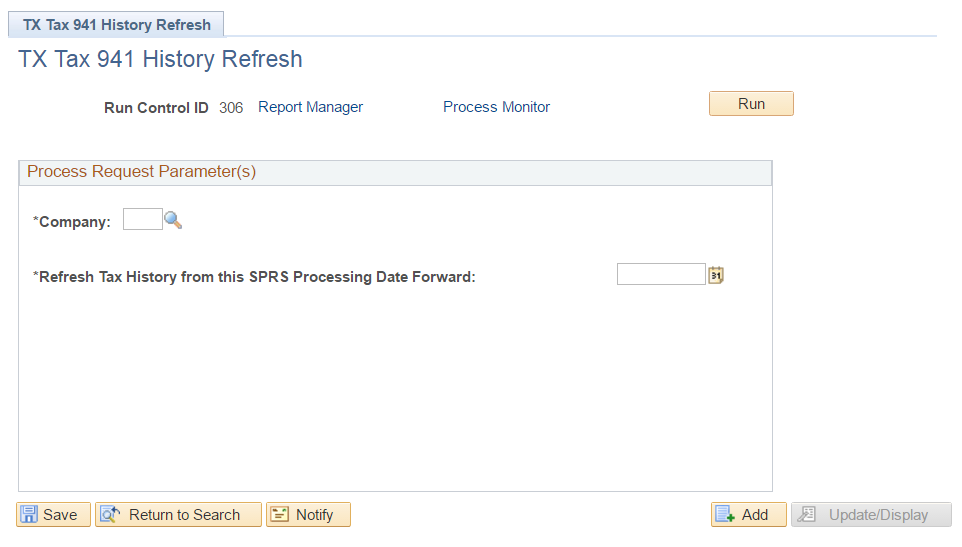 TX Tax 941 History Refresh
TX Tax 941 History Refresh
Run Control ID 306 Report Manager Process Monitor Run
Process Request Parameter(s)
*Company:
*Refresh Tax History from this SPRS Processing Date Forward: 31
Save Return to Search Notify Add Update/Display